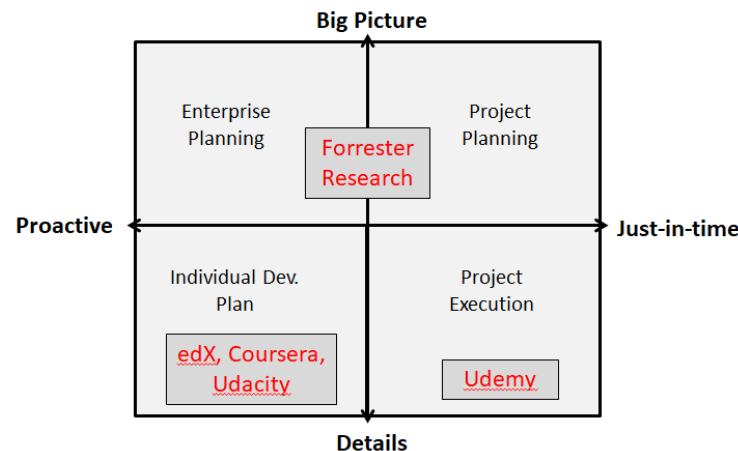 Big Picture
Enterprise
Planning
Project
Planning
Forrester
Research
Proactive
Just-in-time
Individual Dev.
Plan
Project
Execution
edX, Coursera,
Udacity
Udemy
Details